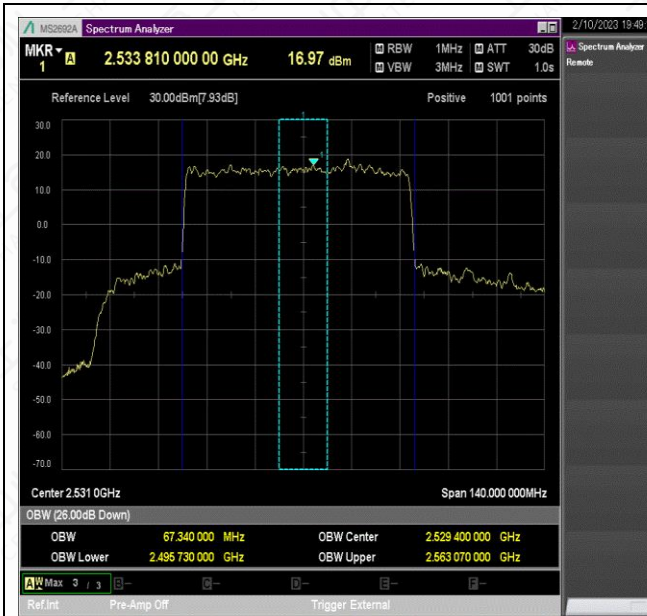 MS2692A Spectrum Analyzer
2/10/2023 19:49:
MKR 1 A 2.533 810 000 00 GHz 16.97 dBm
M RBW 1MHz M ATT 30dB
M VBW 3MHz M SWT 1.0s
Spectrum Analyzer
Remote
Reference Level 30.00dBm[7.93dB] Positive 1001 points
1
30.0
20.0
1
10.0
0.0
-10.0
-20.0
-30.0
-40.0
-50.0
-60.0
-70.0
Center 2.531 0GHz Span 140.000 000MHz
OBW (26.00dB Down)
OBW 67.340 000 MHz OBW Center 2.529 400 000 GHz
OBW Lower 2.495 730 000 GHz OBW Upper 2.563 070 000 GHz
A W Max 3 / 3 B- C- D- E- F-
Ref.Int Pre-Amp Off Trigger External